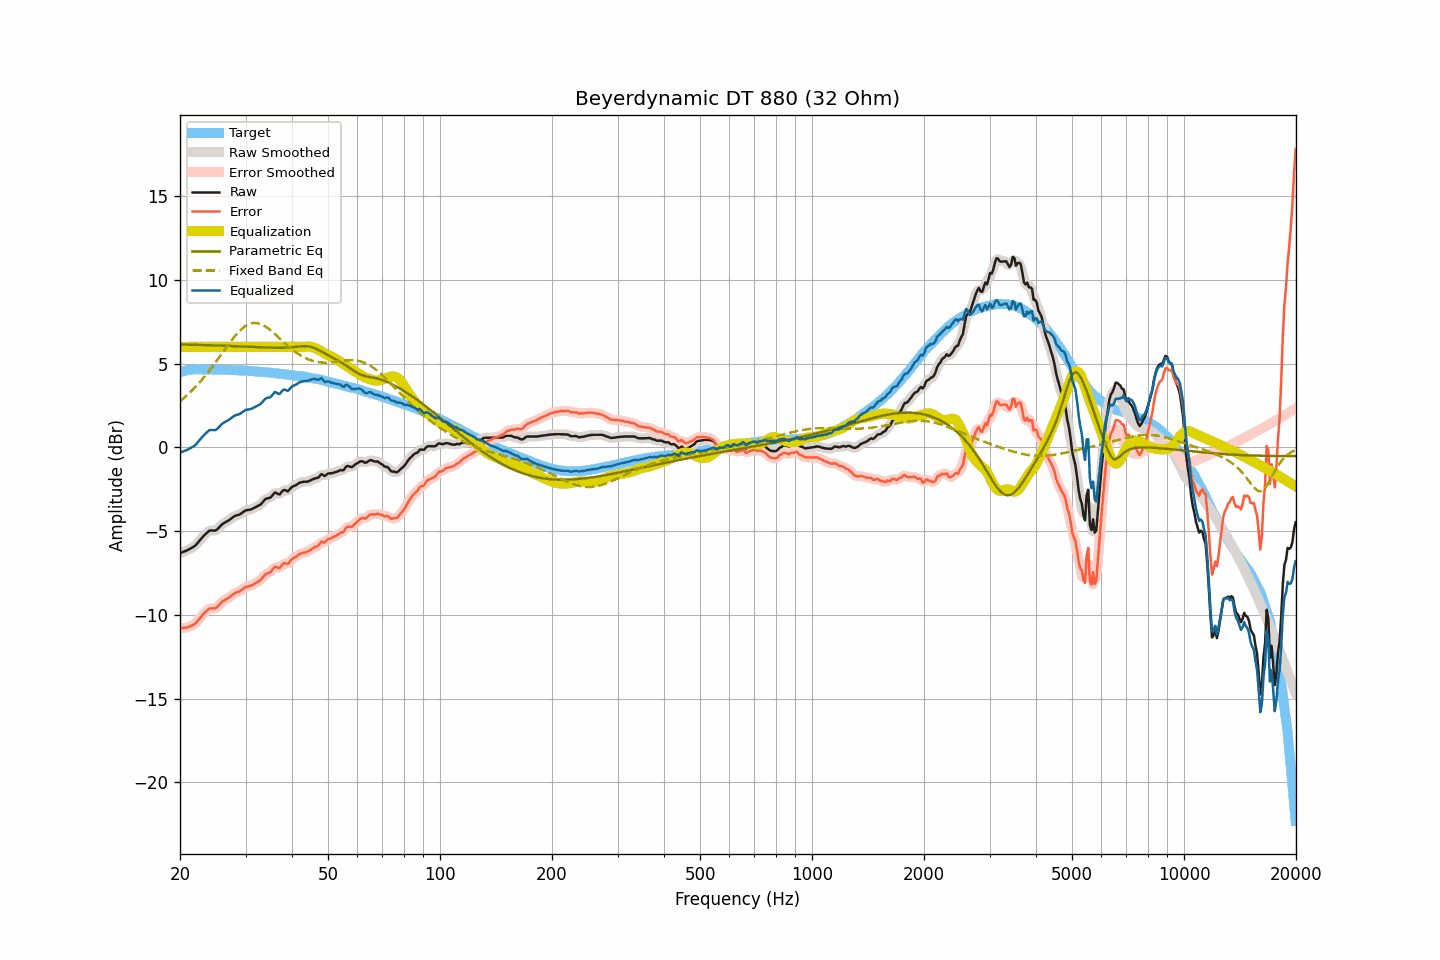 Beyerdynamic DT 880 (32 Ohm)
Target
Raw Smoothed
Error Smoothed
Raw
Error
Equalization
Parametric Eq
Fixed Band Eq
Equalized
Amplitude (dBr)
15
10
5
0
−5
−10
−15
−20
20 50 100 200 500 1000 2000 5000 10000 20000
Frequency (Hz)